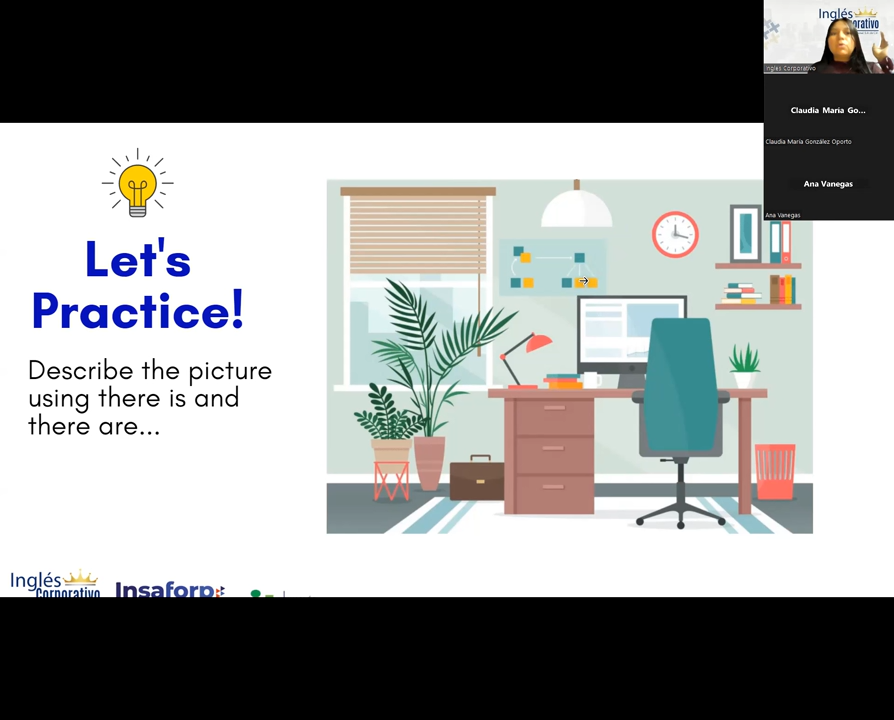 Inglés
Corporativo
Inglés Corporativo
Claudia Maria Go...
Claudia María González Oporto
Ana Vanegas
Ana Vanegas
Let's
Practice!
Describe the picture
using there is and
there are...
Inglés
Corporativo
Insaforp